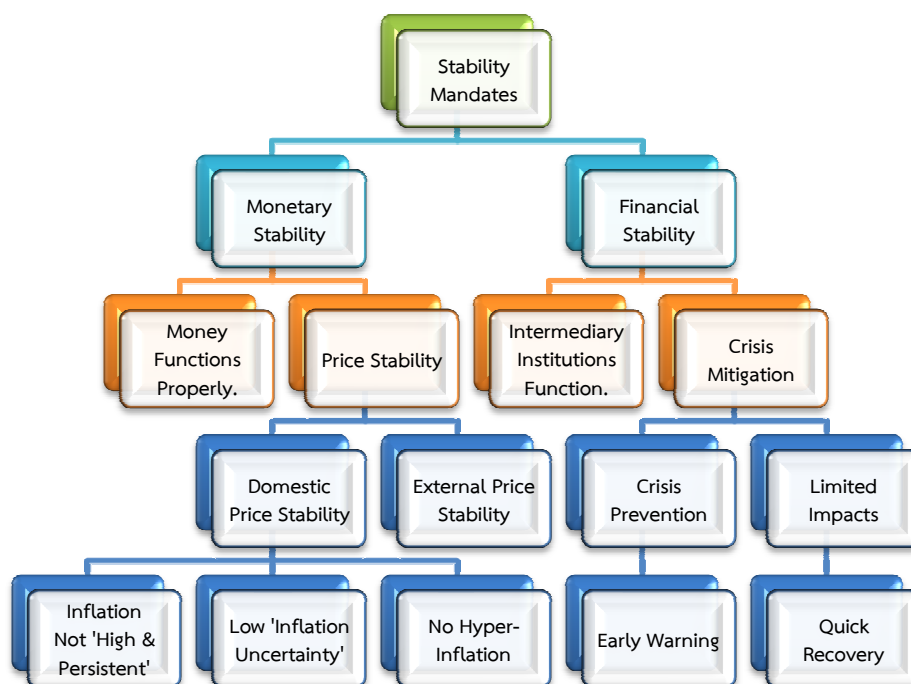 Stability
Mandates
Monetary
Stability
Financial
Stability
Money
Functions
Properly.
Price Stability
Intermediary
Institutions
Function.
Crisis
Mitigation
Domestic
Price Stability
External Price
Stability
Crisis
Prevention
Limited
Impacts
Inflation
Not 'High &
Persistent'
Low 'Inflation
Uncertainty'
No Hyper-
Inflation
Early Warning
Quick
Recovery